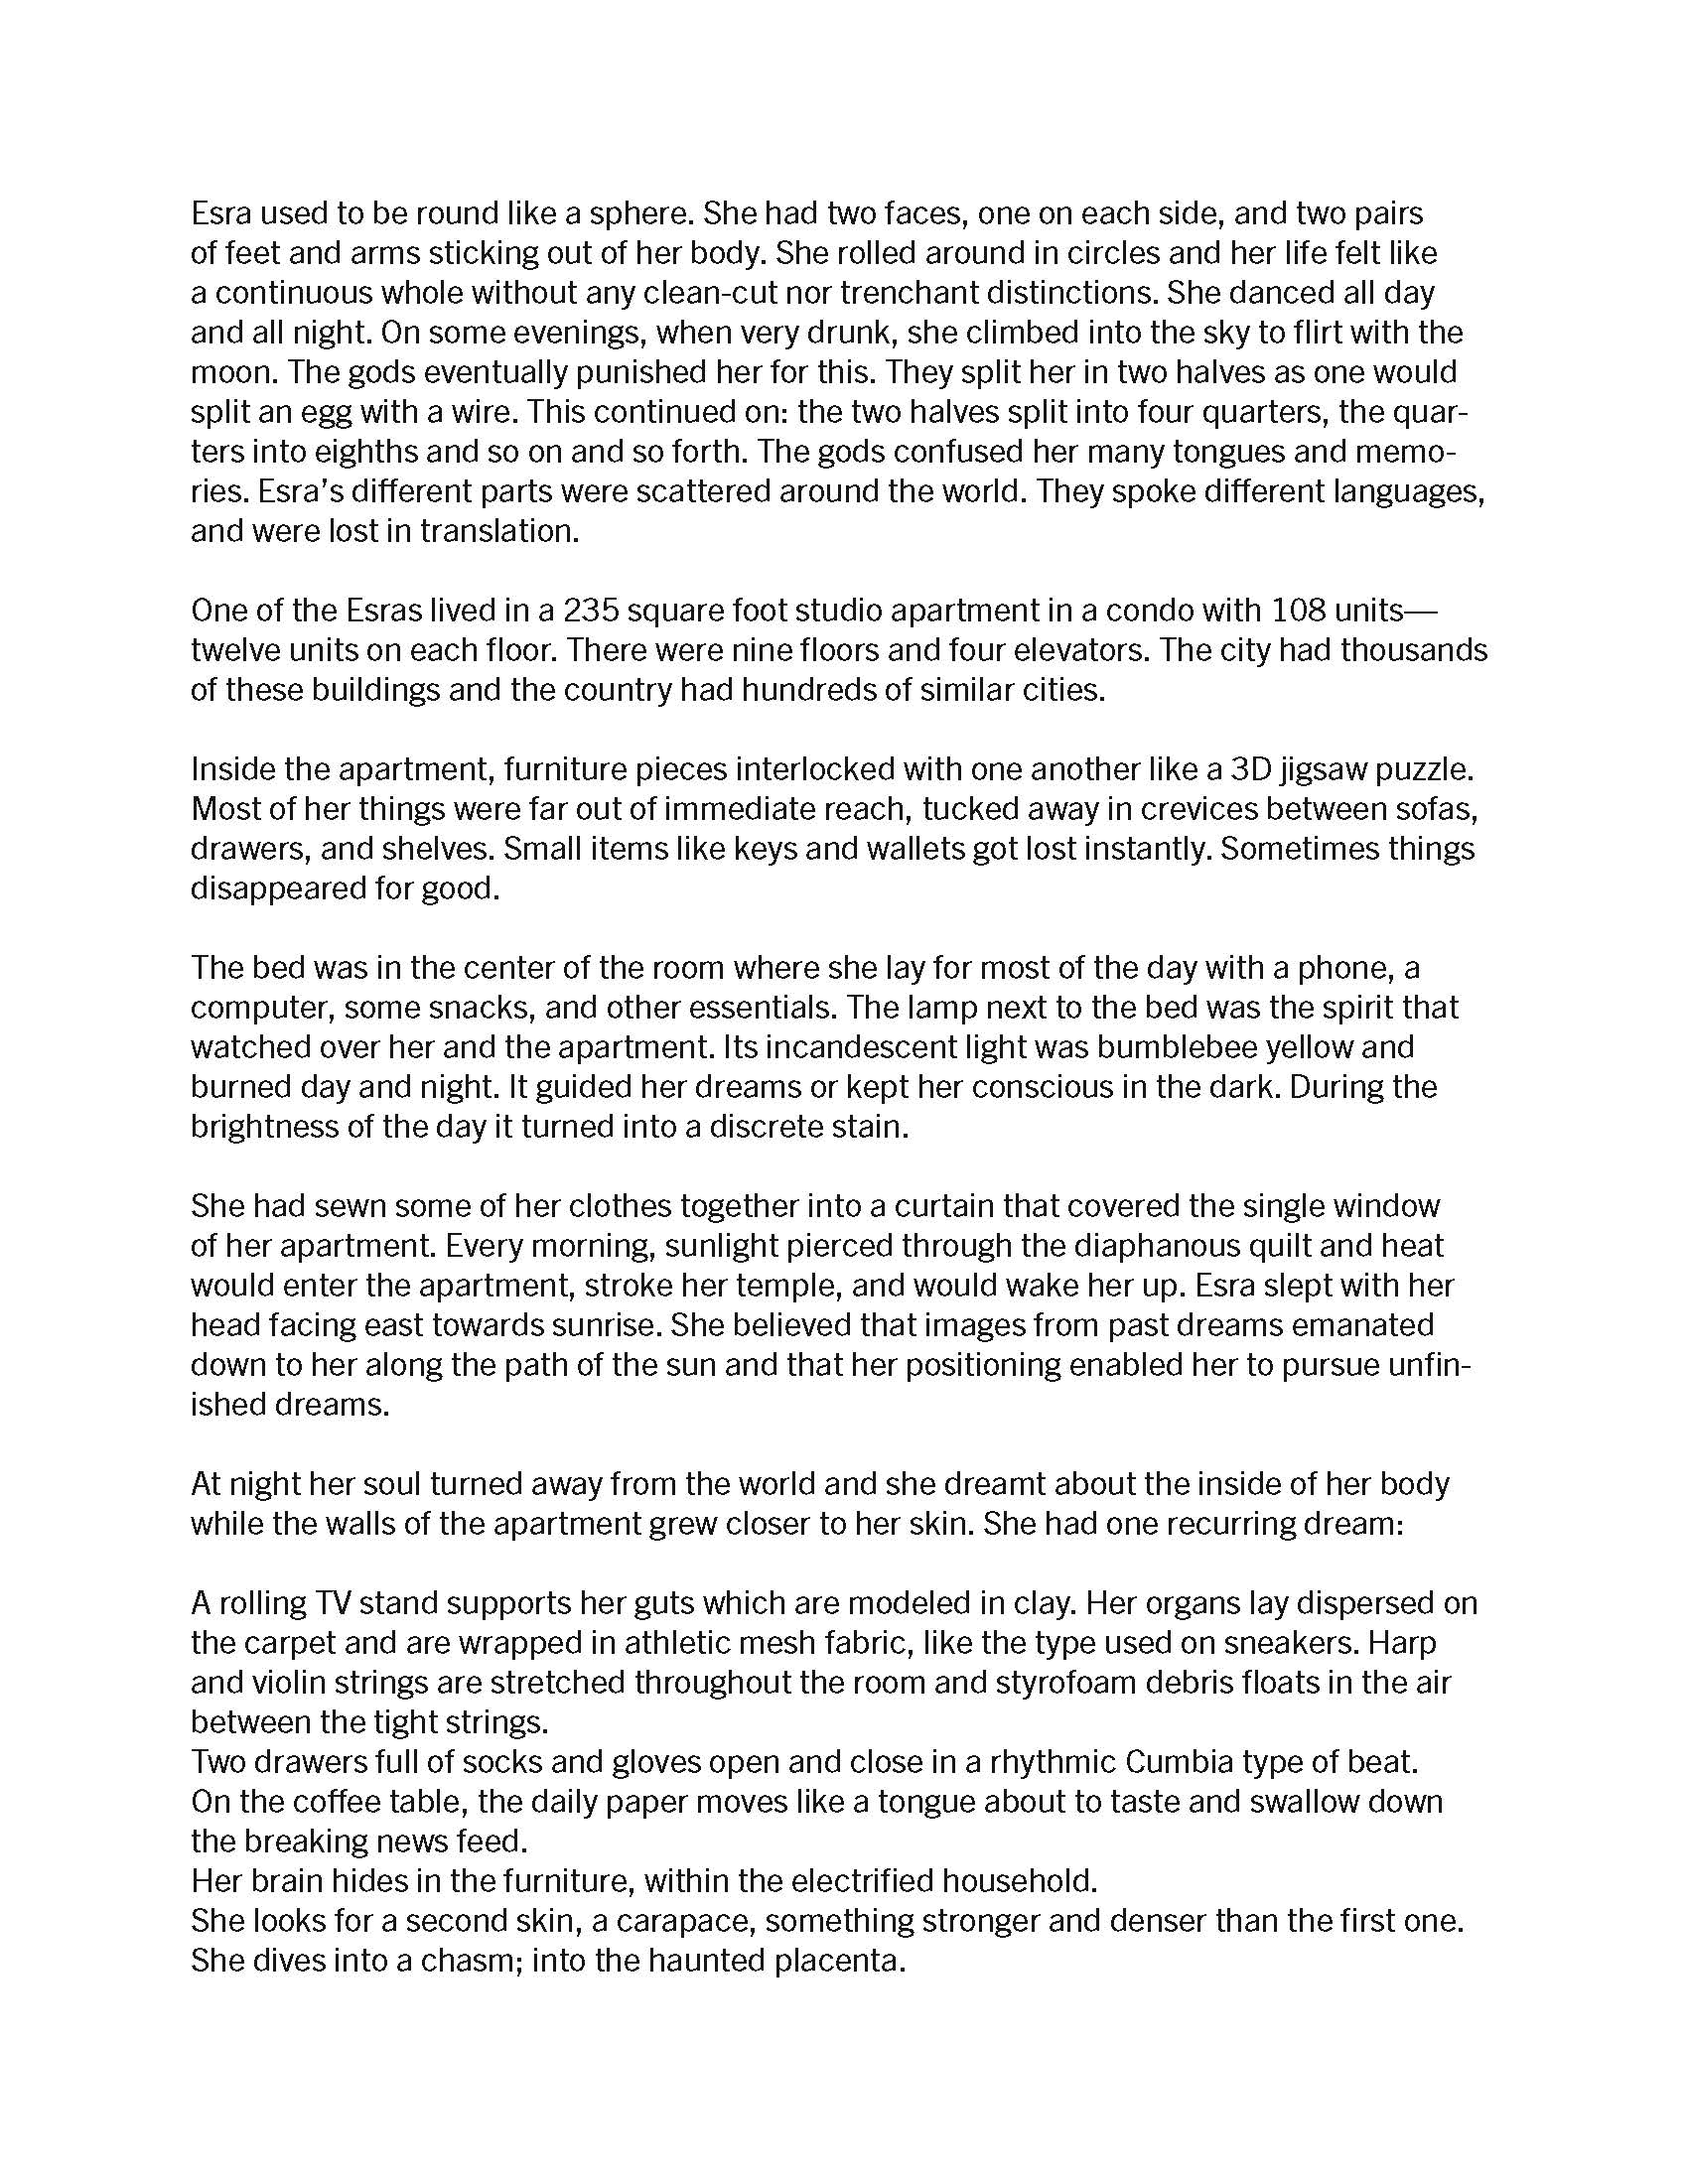 Esra used to be round like a sphere. She had two faces, one on each side, and two pairs
of feet and arms sticking out of her body. She rolled around in circles and her life felt like
a continuous whole without any clean-cut nor trenchant distinctions. She danced all day
and all night. On some evenings, when very drunk, she climbed into the sky to flirt with the
moon. The gods eventually punished her for this. They split her in two halves as one would
split an egg with a wire. This continued on: the two halves split into four quarters, the quar-
ters into eighths and so on and so forth. The gods confused her many tongues and memo-
ries. Esra’s different parts were scattered around the world. They spoke different languages,
and were lost in translation.

One of the Esras lived in a 235 square foot studio apartment in a condo with 108 units—
twelve units on each floor. There were nine floors and four elevators. The city had thousands
of these buildings and the country had hundreds of similar cities.

Inside the apartment, furniture pieces interlocked with one another like a 3D jigsaw puzzle.
Most of her things were far out of immediate reach, tucked away in crevices between sofas,
drawers, and shelves. Small items like keys and wallets got lost instantly. Sometimes things
disappeared for good.

The bed was in the center of the room where she lay for most of the day with a phone, a
computer, some snacks, and other essentials. The lamp next to the bed was the spirit that
watched over her and the apartment. Its incandescent light was bumblebee yellow and
burned day and night. It guided her dreams or kept her conscious in the dark. During the
brightness of the day it turned into a discrete stain.

She had sewn some of her clothes together into a curtain that covered the single window
of her apartment. Every morning, sunlight pierced through the diaphanous quilt and heat
would enter the apartment, stroke her temple, and would wake her up. Esra slept with her
head facing east towards sunrise. She believed that images from past dreams emanated
down to her along the path of the sun and that her positioning enabled her to pursue unfin-
ished dreams.

At night her soul turned away from the world and she dreamt about the inside of her body
while the walls of the apartment grew closer to her skin. She had one recurring dream:

A rolling TV stand supports her guts which are modeled in clay. Her organs lay dispersed on
the carpet and are wrapped in athletic mesh fabric, like the type used on sneakers. Harp
and violin strings are stretched throughout the room and styrofoam debris floats in the air
between the tight strings.
Two drawers full of socks and gloves open and close in a rhythmic Cumbia type of beat.
On the coffee table, the daily paper moves like a tongue about to taste and swallow down
the breaking news feed.
Her brain hides in the furniture, within the electrified household.
She looks for a second skin, a carapace, something stronger and denser than the first one.
She dives into a chasm; into the haunted placenta.